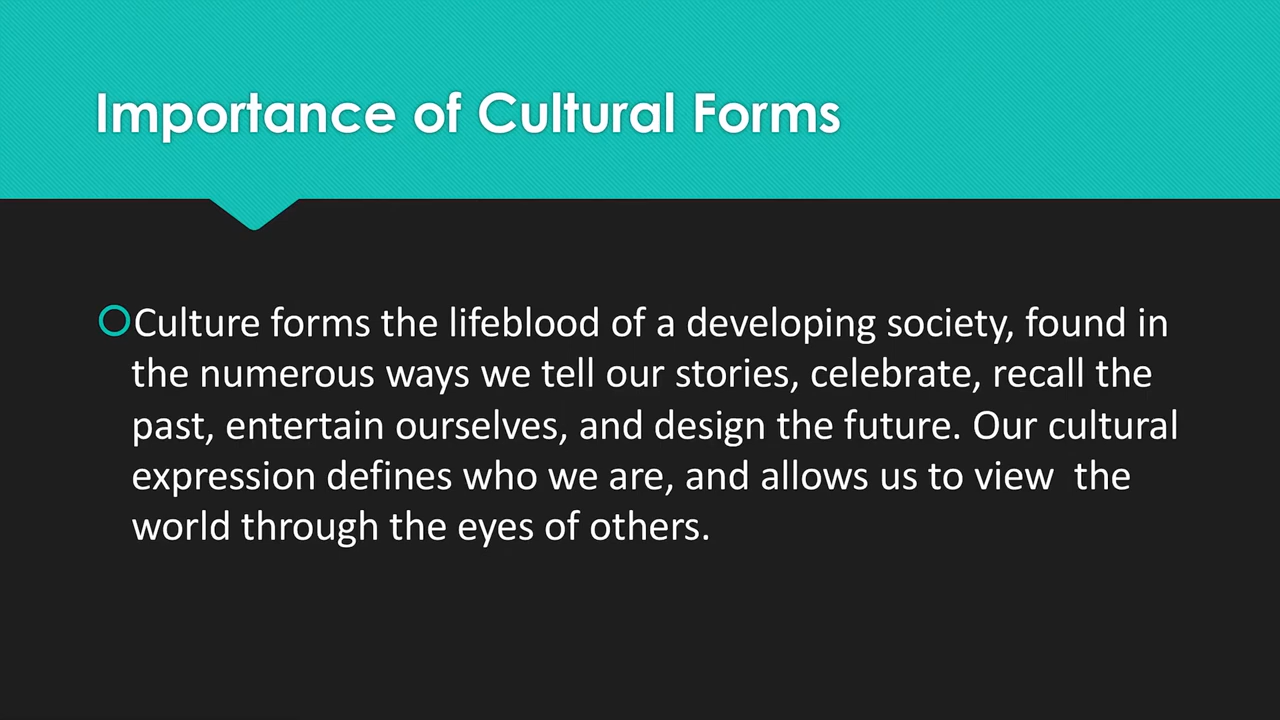 Importance of Cultural Forms
Culture forms the lifeblood of a developing society, found in
the numerous ways we tell our stories, celebrate, recall the
past, entertain ourselves, and design the future. Our cultural
expression defines who we are, and allows us to view  the
world through the eyes of others.